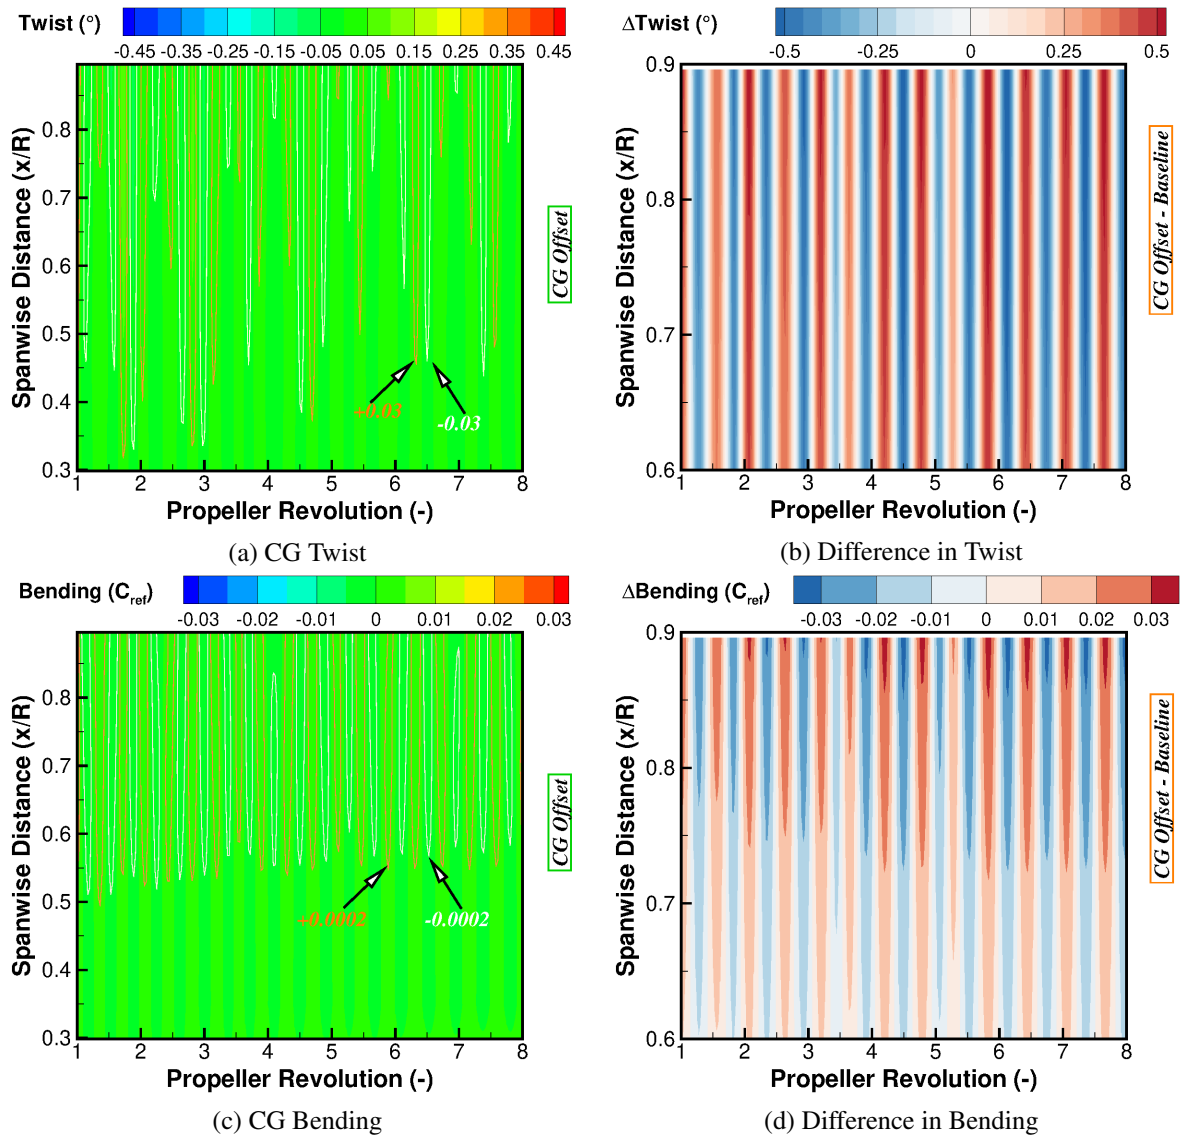 Twist (°)
-0.45 -0.35 -0.25 -0.15 -0.05 0.05 0.15 0.25 0.35 0.45
Spanwise Distance (x/R)
0.8
0.7
0.6
0.5
0.4
0.3
+0.03
-0.03
1 2 3 4 5 6 7 8
Propeller Revolution (-)
CG Offset
(a) CG Twist
ΔTwist (°)
-0.5 -0.25 0 0.25 0.5
Spanwise Distance (x/R)
0.9
0.8
0.7
0.6
1 2 3 4 5 6 7 8
Propeller Revolution (-)
CG Offset - Baseline
(b) Difference in Twist
Bending (Cref)
-0.03 -0.02 -0.01 0 0.01 0.02 0.03
Spanwise Distance (x/R)
0.8
0.7
0.6
0.5
0.4
0.3
+0.0002
-0.0002
1 2 3 4 5 6 7 8
Propeller Revolution (-)
CG Offset
(c) CG Bending
ΔBending (Cref)
-0.03 -0.02 -0.01 0 0.01 0.02 0.03
Spanwise Distance (x/R)
0.9
0.8
0.7
0.6
1 2 3 4 5 6 7 8
Propeller Revolution (-)
CG Offset - Baseline
(d) Difference in Bending